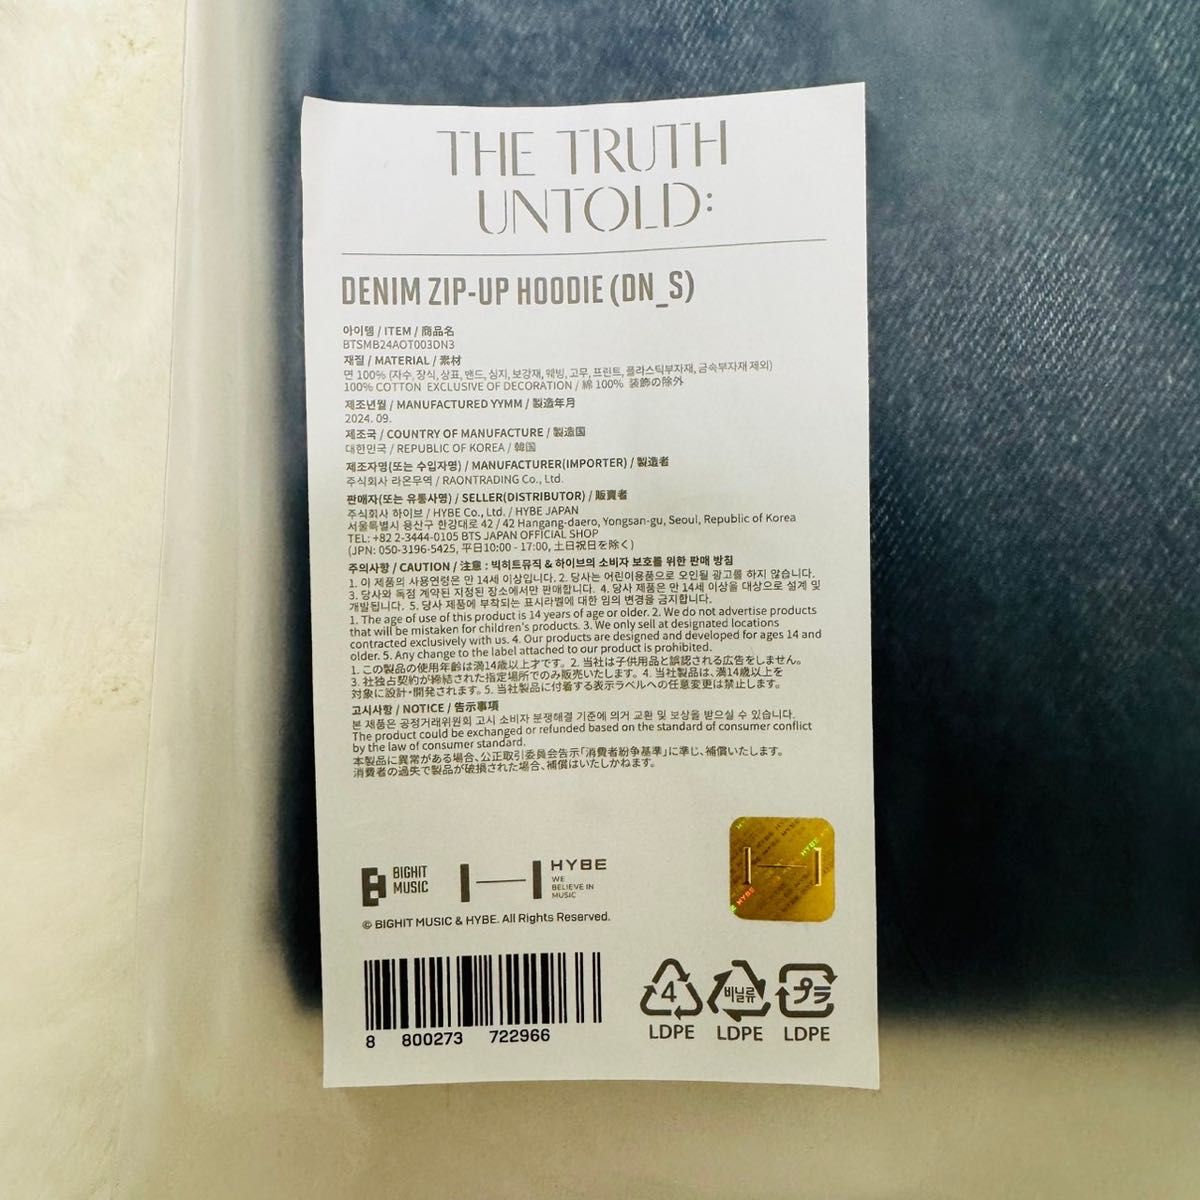 THE TRUTH
UNTOLD:
DENIM ZIP-UP HOODIE (DN_S)
아이템 / ITEM / 商品名
BTSMB24AOT003DN3
재질 / MATERIAL / 素材
면 100% (자수, 장식, 상표, 밴드, 심지, 보강재, 웨빙, 고무, 프린트, 플라스틱부자재, 금속부자재 제외)
100% COTTON EXCLUSIVE OF DECORATION / 綿 100% 装飾の除外
제조년월 / MANUFACTURED YYMM / 製造年月
2024. 09.
제조국 / COUNTRY OF MANUFACTURE / 製造国
대한민국 / REPUBLIC OF KOREA / 韓国
제조자명(또는 수입자명) / MANUFACTURER(IMPORTER) / 製造者
주식회사 라온무역 / RAONTRADING Co., Ltd.
판매자(또는 유통사명) / SELLER(DISTRIBUTOR) / 販賣者
주식회사 하이브 / HYBE Co., Ltd. / HYBE JAPAN
서울특별시 용산구 한강대로 42 / 42 Hangang-daero, Yongsan-gu, Seoul, Republic of Korea
TEL: +82 2-3444-0105 BTS JAPAN OFFICIAL SHOP
(JPN: 050-3196-5425, 平日10:00 - 17:00, 土日祝日を除く)
주의사항 / CAUTION / 注意 : 빅히트뮤직 & 하이브의 소비자 보호를 위한 판매 방침
1. 이 제품의 사용연령은 만 14세 이상입니다. 2. 당사는 어린이용품으로 오인될 광고를 하지 않습니다.
3. 당사와 독점 계약된 지정된 장소에서만 판매합니다. 4. 당사 제품은 만 14세 이상을 대상으로 설계 및
개발됩니다. 5. 당사 제품에 부착되는 표시라벨에 대한 임의 변경을 금지합니다.
1. The age of use of this product is 14 years of age or older. 2. We do not advertise products
that will be mistaken for children's products. 3. We only sell at designated locations
contracted exclusively with us. 4. Our products are designed and developed for ages 14 and
older. 5. Any change to the label attached to our product is prohibited.
1. この製品の使用年齢は満14歳以上才です。2. 当社は子供用品と誤認される広告をしません。
3. 社独占契約が締結された指定場所でのみ販売いたします。4. 当社製品は、満14歳以上を
対象に設計・開発されます。5. 当社製品に付着する表示ラベルへの任意変更は禁止します。
고시사항 / NOTICE / 告示事項
본 제품은 공정거래위원회 고시 소비자 분쟁해결 기준에 의거 교환 및 보상을 받으실 수 있습니다.
The product could be exchanged or refunded based on the standard of consumer conflict
by the law of consumer standard.
本製品に異常がある場合、公正取引委員会告示「消費者紛争基準」に準じ、補償いたします。
消費者の過失で製品が破損された場合、補償はいたしかねます。
BIGHIT
MUSIC
HYBE
WE
BELIEVE IN
MUSIC
© BIGHIT MUSIC & HYBE. All Rights Reserved.
HYBE
HYBE
8 800273 722966
4
비닐류
プラ
LDPE
LDPE
LDPE